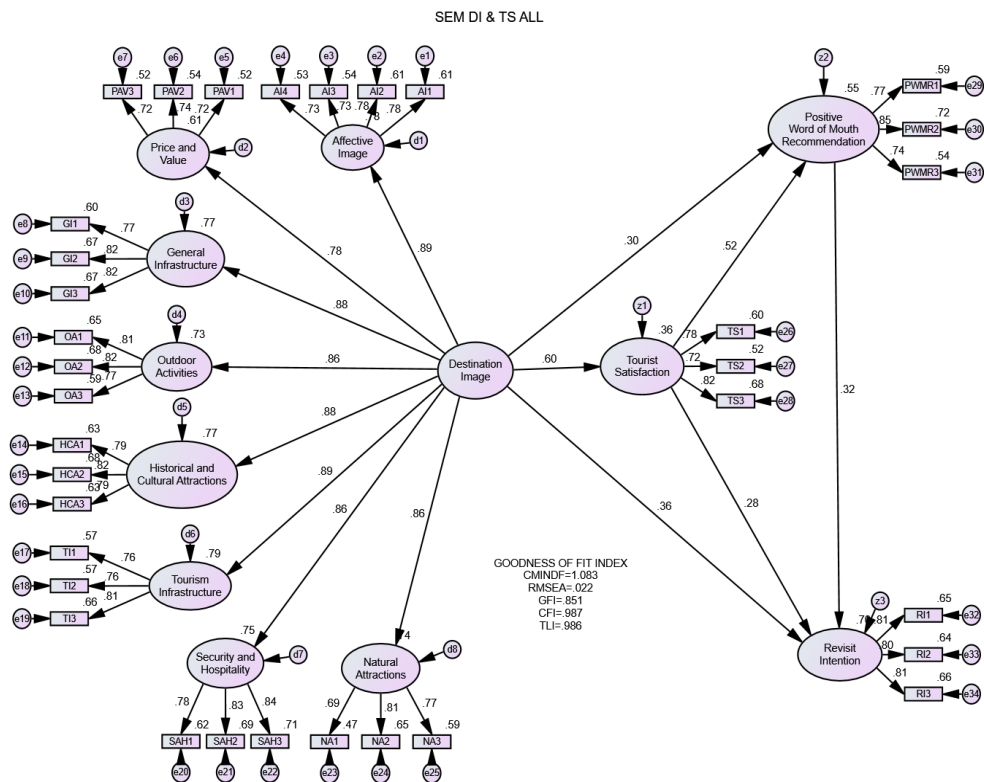 SEM DI & TS ALL
e7
e6
e5
.52
.54
.52
PAV3
PAV2
PAV1
.72
.74
.72
.61
Price and
Value
d2
e4
e3
e2
e1
.53
.54
.61
.61
AI4
AI3
AI2
AI1
.73
.73
.78
.78
Affective
Image
d1
z2
.55
Positive
Word of Mouth
Recommendation
.77
.85
.74
.59
PWMR1
e29
.72
PWMR2
e30
.54
PWMR3
e31
d3
.77
General
Infrastructure
.60
e8
GI1
.77
.67
e9
GI2
.82
.67
e10
GI3
.82
.78
.89
.88
.30
.52
d4
.73
Outdoor
Activities
.65
e11
OA1
.81
.68
e12
OA2
.82
.59
e13
OA3
.77
.86
Destination
Image
.60
z1
.36
Tourist
Satisfaction
.78
.72
.82
.60
TS1
e26
.52
TS2
e27
.68
TS3
e28
.32
d5
.77
Historical and
Cultural Attractions
.63
e14
HCA1
.79
.68
e15
HCA2
.82
.63
e16
HCA3
.79
.88
.89
.86
.86
.36
.28
d6
.79
Tourism
Infrastructure
.57
e17
TI1
.76
.57
e18
TI2
.76
.66
e19
TI3
.81
GOODNESS OF FIT INDEX
CMINDF=1.083
RMSEA=.022
GFI=.851
CFI=.987
TLI=.986
.75
Security and
Hospitality
d7
.78
.83
.84
.62
.69
.71
SAH1
SAH2
SAH3
e20
e21
e22
Natural
Attractions
d8
.69
.81
.77
.47
.65
.59
NA1
NA2
NA3
e23
e24
e25
z3
Revisit
Intention
.81
.80
.81
.65
RI1
e32
.64
RI2
e33
.66
RI3
e34